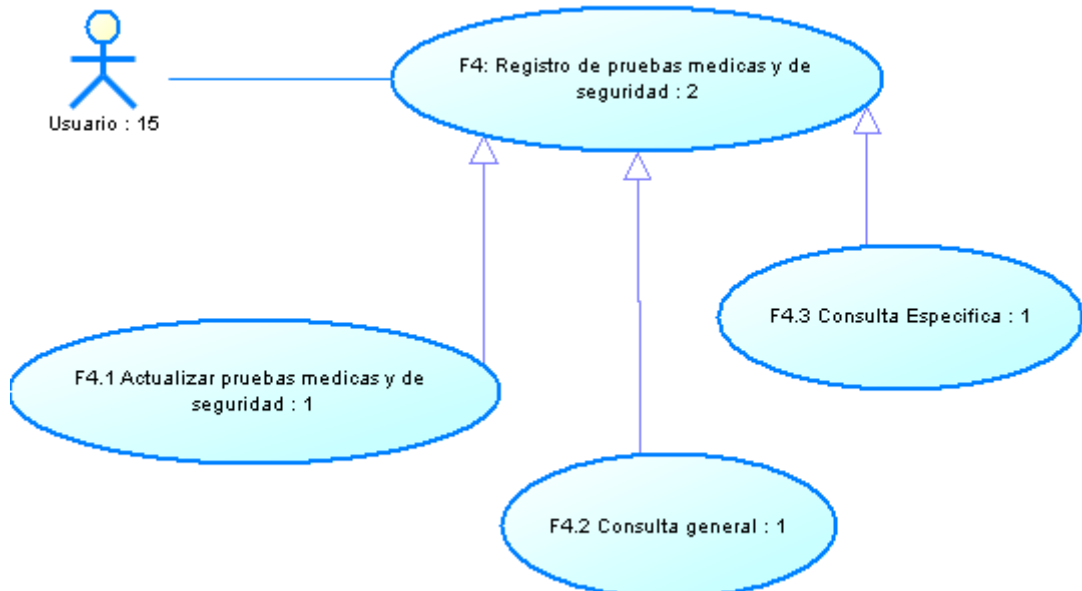 F4: Registro de pruebas medicas y de
seguridad : 2
Usuario : 15
F4.3 Consulta Especifica : 1
F4.1 Actualizar pruebas medicas y de
seguridad : 1
F4.2 Consulta general : 1